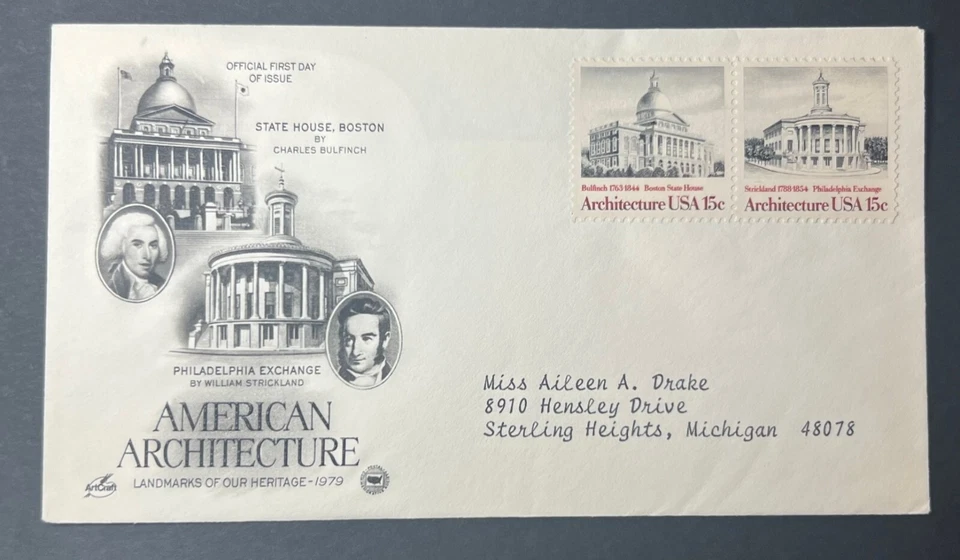 OFFICIAL FIRST DAY
OF ISSUE
STATE HOUSE, BOSTON
BY
CHARLES BULFINCH
PHILADELPHIA EXCHANGE
BY WILLIAM STRICKLAND
AMERICAN
ARCHITECTURE
LANDMARKS OF OUR HERITAGE-1979
ArtCraft
Bulfinch 1763-1844 Boston State House
Architecture USA 15c
Strickland 1788-1854 Philadelphia Exchange
Architecture USA 15c
Miss Aileen A. Drake
8910 Hensley Drive
Sterling Heights, Michigan 48078